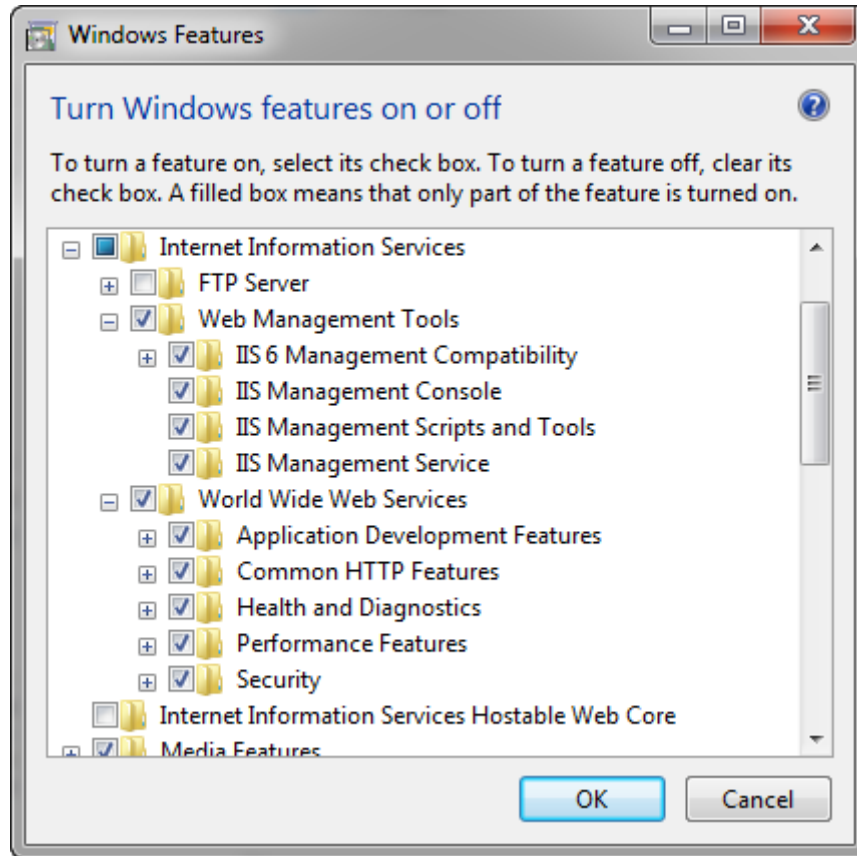 Windows Features
Turn Windows features on or off
To turn a feature on, select its check box. To turn a feature off, clear its
check box. A filled box means that only part of the feature is turned on.
Internet Information Services
FTP Server
Web Management Tools
IIS 6 Management Compatibility
IIS Management Console
IIS Management Scripts and Tools
IIS Management Service
World Wide Web Services
Application Development Features
Common HTTP Features
Health and Diagnostics
Performance Features
Security
Internet Information Services Hostable Web Core
Media Features
OK
Cancel